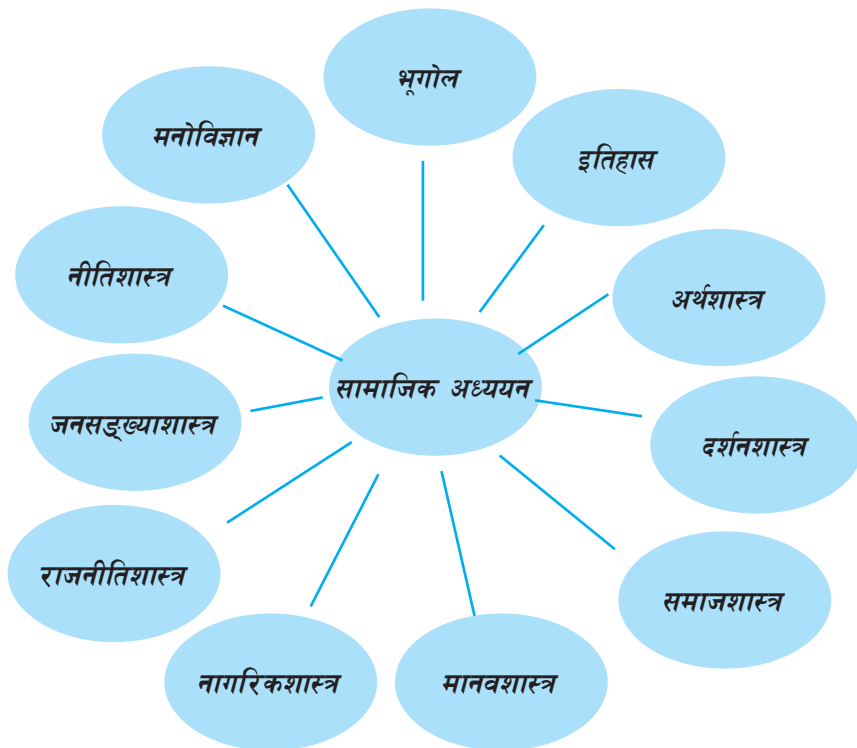 भूगोल
मनोविज्ञान
इतिहास
नीतिशास्त्र
अर्थशास्त्र
सामाजिक अध्ययन
जनसङ्ख्याशास्त्र
दर्शनशास्त्र
राजनीतिशास्त्र
समाजशास्त्र
नागरिकशास्त्र
मानवशास्त्र